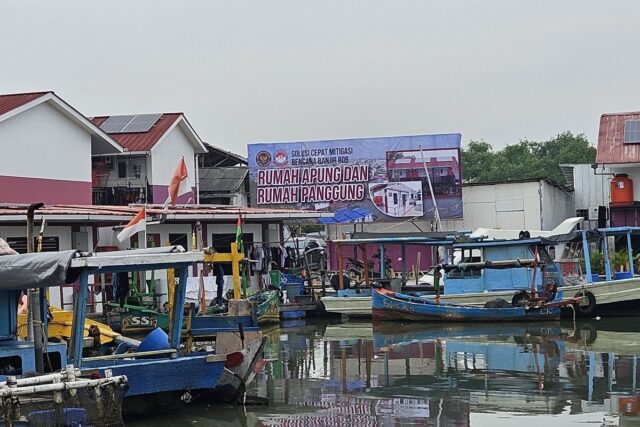 SOLUSI CEPAT MITIGASI
BENCANA BANJIR ROB
RUMAH APUNG DAN
RUMAH PANGGUNG